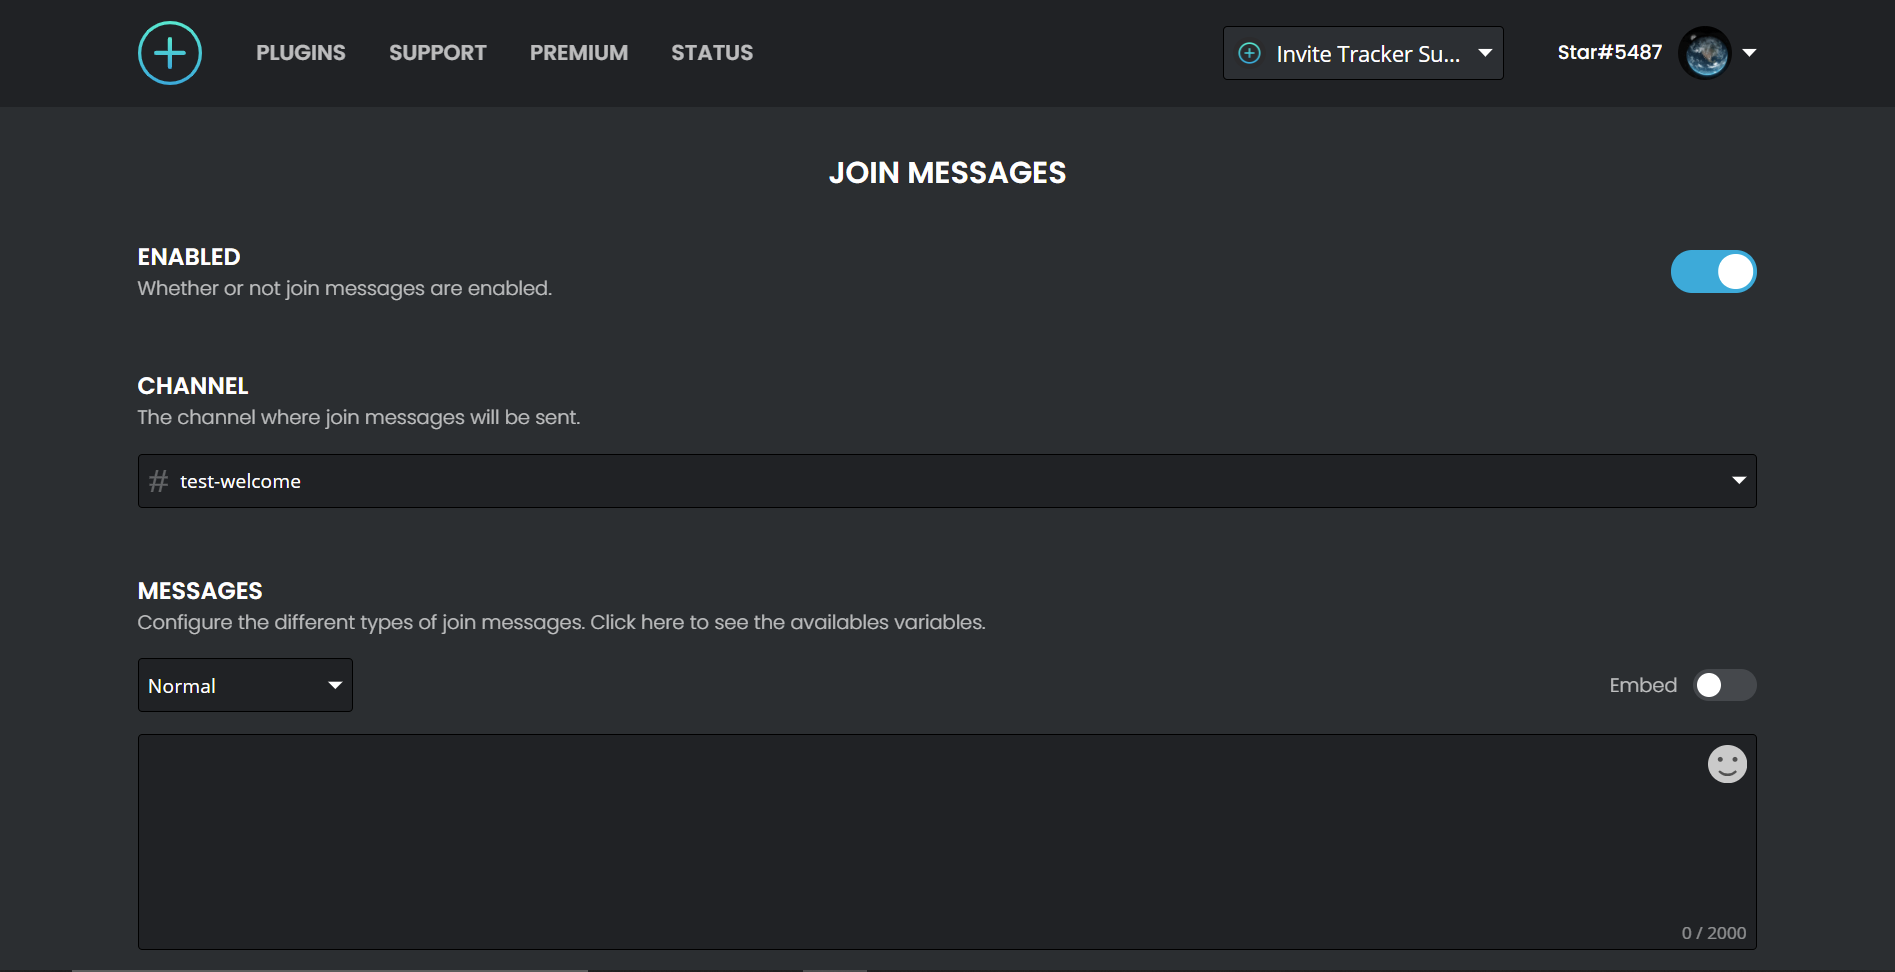 PLUGINS SUPPORT PREMIUM STATUS Invite Tracker Su... Star#5487
JOIN MESSAGES
ENABLED
Whether or not join messages are enabled.
CHANNEL
The channel where join messages will be sent.
# test-welcome
MESSAGES
Configure the different types of join messages. Click here to see the availables variables.
Normal Embed
0 / 2000